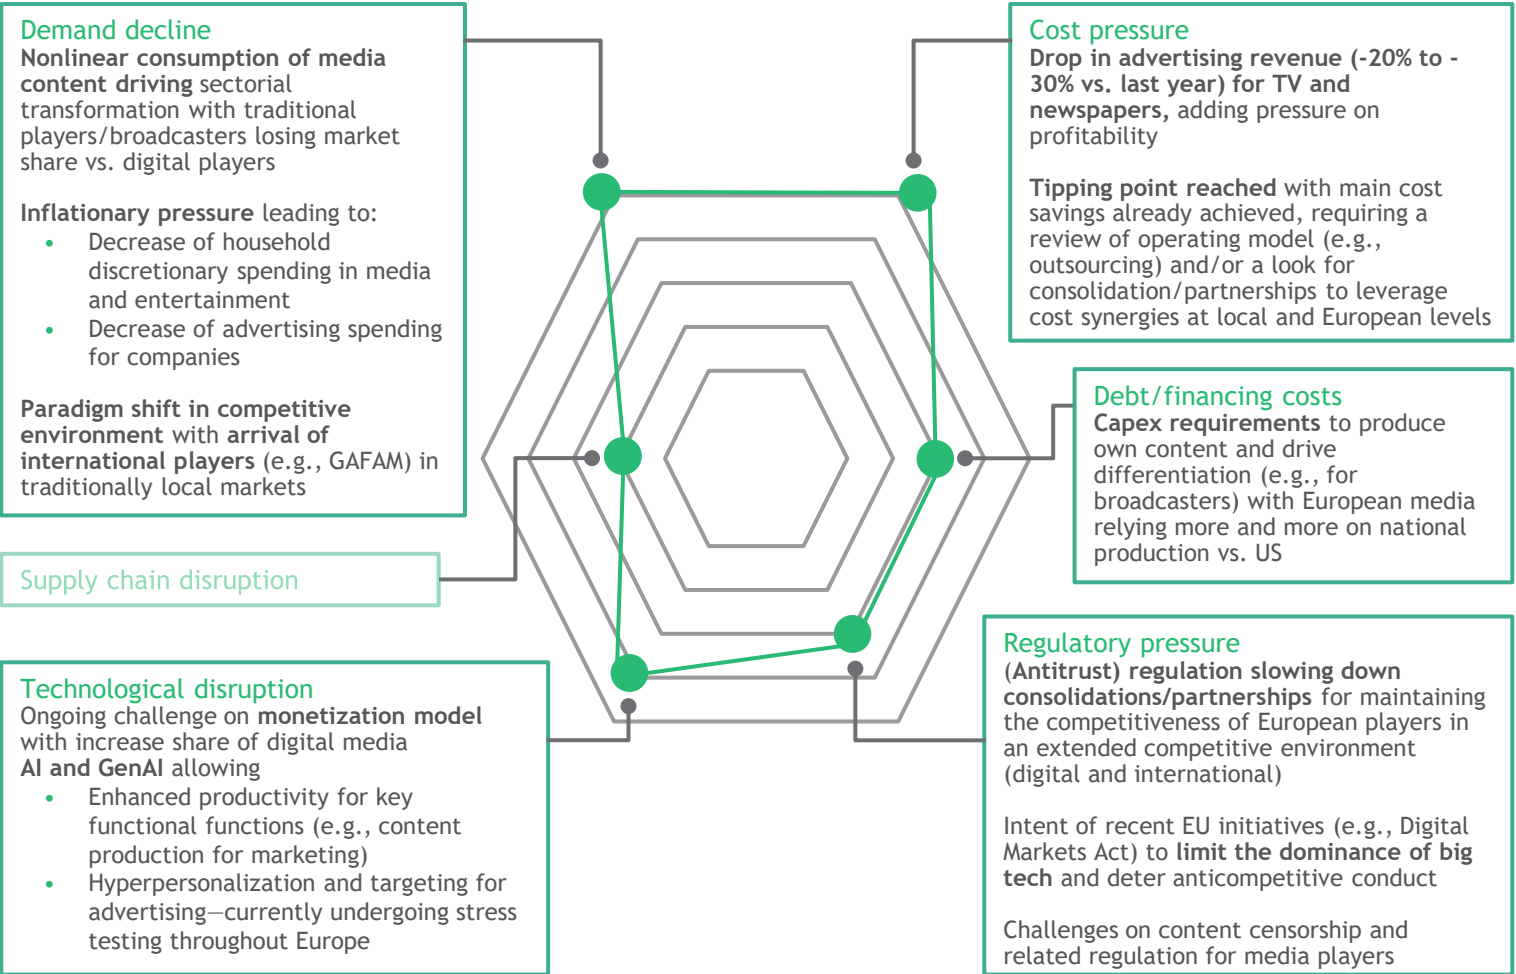 Demand decline
Nonlinear consumption of media
content driving sectorial
transformation with traditional
players/broadcasters losing market
share vs. digital players
Inflationary pressure leading to:
• Decrease of household
discretionary spending in media
and entertainment
• Decrease of advertising spending
for companies
Paradigm shift in competitive
environment with arrival of
international players (e.g., GAFAM) in
traditionally local markets
Supply chain disruption
Technological disruption
Ongoing challenge on monetization model
with increase share of digital media
AI and GenAI allowing
• Enhanced productivity for key
functional functions (e.g., content
production for marketing)
• Hyperpersonalization and targeting for
advertising—currently undergoing stress
testing throughout Europe
Cost pressure
Drop in advertising revenue (-20% to -
30% vs. last year) for TV and
newspapers, adding pressure on
profitability
Tipping point reached with main cost
savings already achieved, requiring a
review of operating model (e.g.,
outsourcing) and/or a look for
consolidation/partnerships to leverage
cost synergies at local and European levels
Debt/financing costs
Capex requirements to produce
own content and drive
differentiation (e.g., for
broadcasters) with European media
relying more and more on national
production vs. US
Regulatory pressure
(Antitrust) regulation slowing down
consolidations/partnerships for maintaining
the competitiveness of European players in
an extended competitive environment
(digital and international)
Intent of recent EU initiatives (e.g., Digital
Markets Act) to limit the dominance of big
tech and deter anticompetitive conduct
Challenges on content censorship and
related regulation for media players